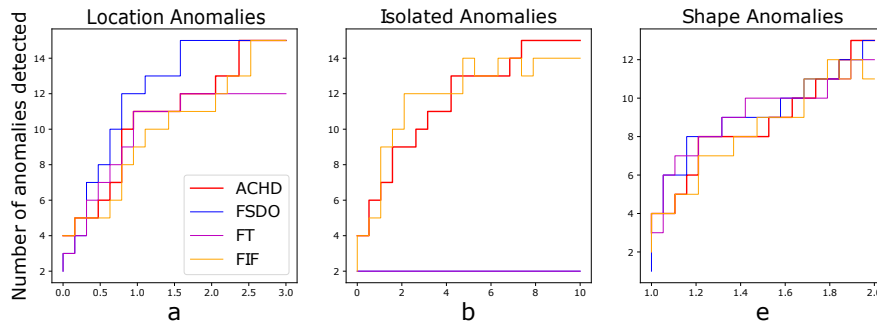 Location Anomalies
Isolated Anomalies
Shape Anomalies
Number of anomalies detected
14
12
10
8
6
4
2
ACHD
FSDO
FT
FIF
0.0 0.5 1.0 1.5 2.0 2.5 3.0
a
14
12
10
8
6
4
2
0 2 4 6 8 10
b
12
10
8
6
4
2
1.0 1.2 1.4 1.6 1.8 2.0
e